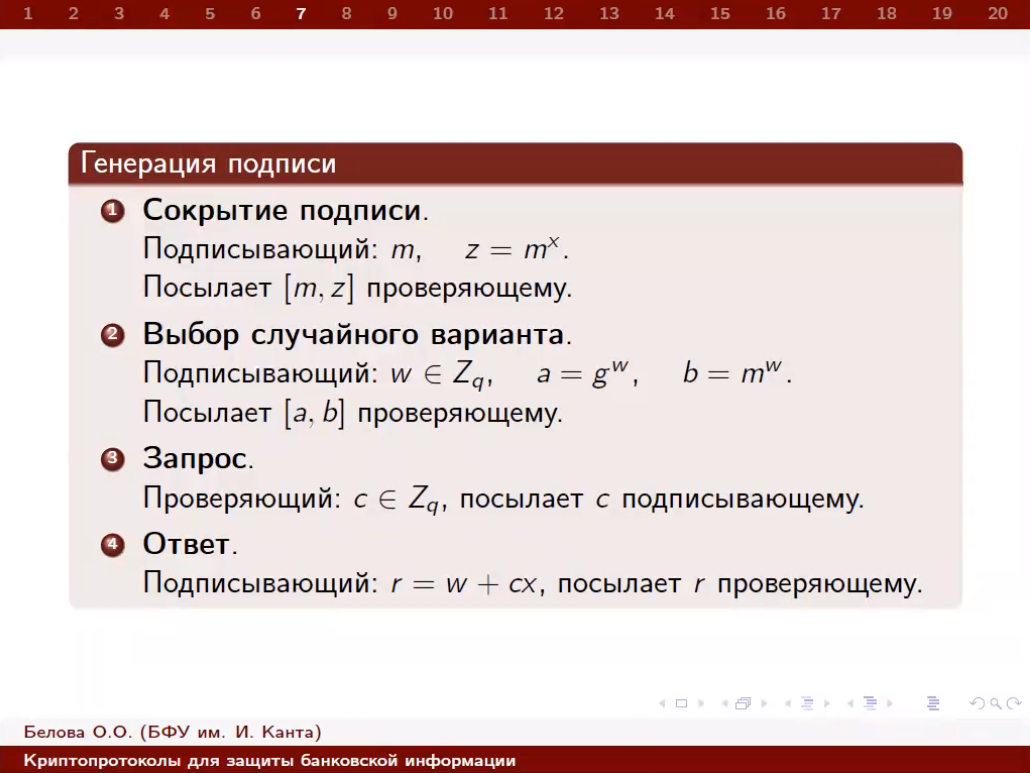 1 2 3 4 5 6 7 8 9 10 11 12 13 14 15 16 17 18 19 20
Генерация подписи
1 Сокрытие подписи.
Подписывающий: m, z = mˣ.
Посылает [m, z] проверяющему.
2 Выбор случайного варианта.
Подписывающий: w ∈ Z_q, a = gʷ, b = mʷ.
Посылает [a, b] проверяющему.
3 Запрос.
Проверяющий: c ∈ Z_q, посылает c подписывающему.
4 Ответ.
Подписывающий: r = w + cx, посылает r проверяющему.
Белова О.О. (БФУ им. И. Канта)
Криптопротоколы для защиты банковской информации